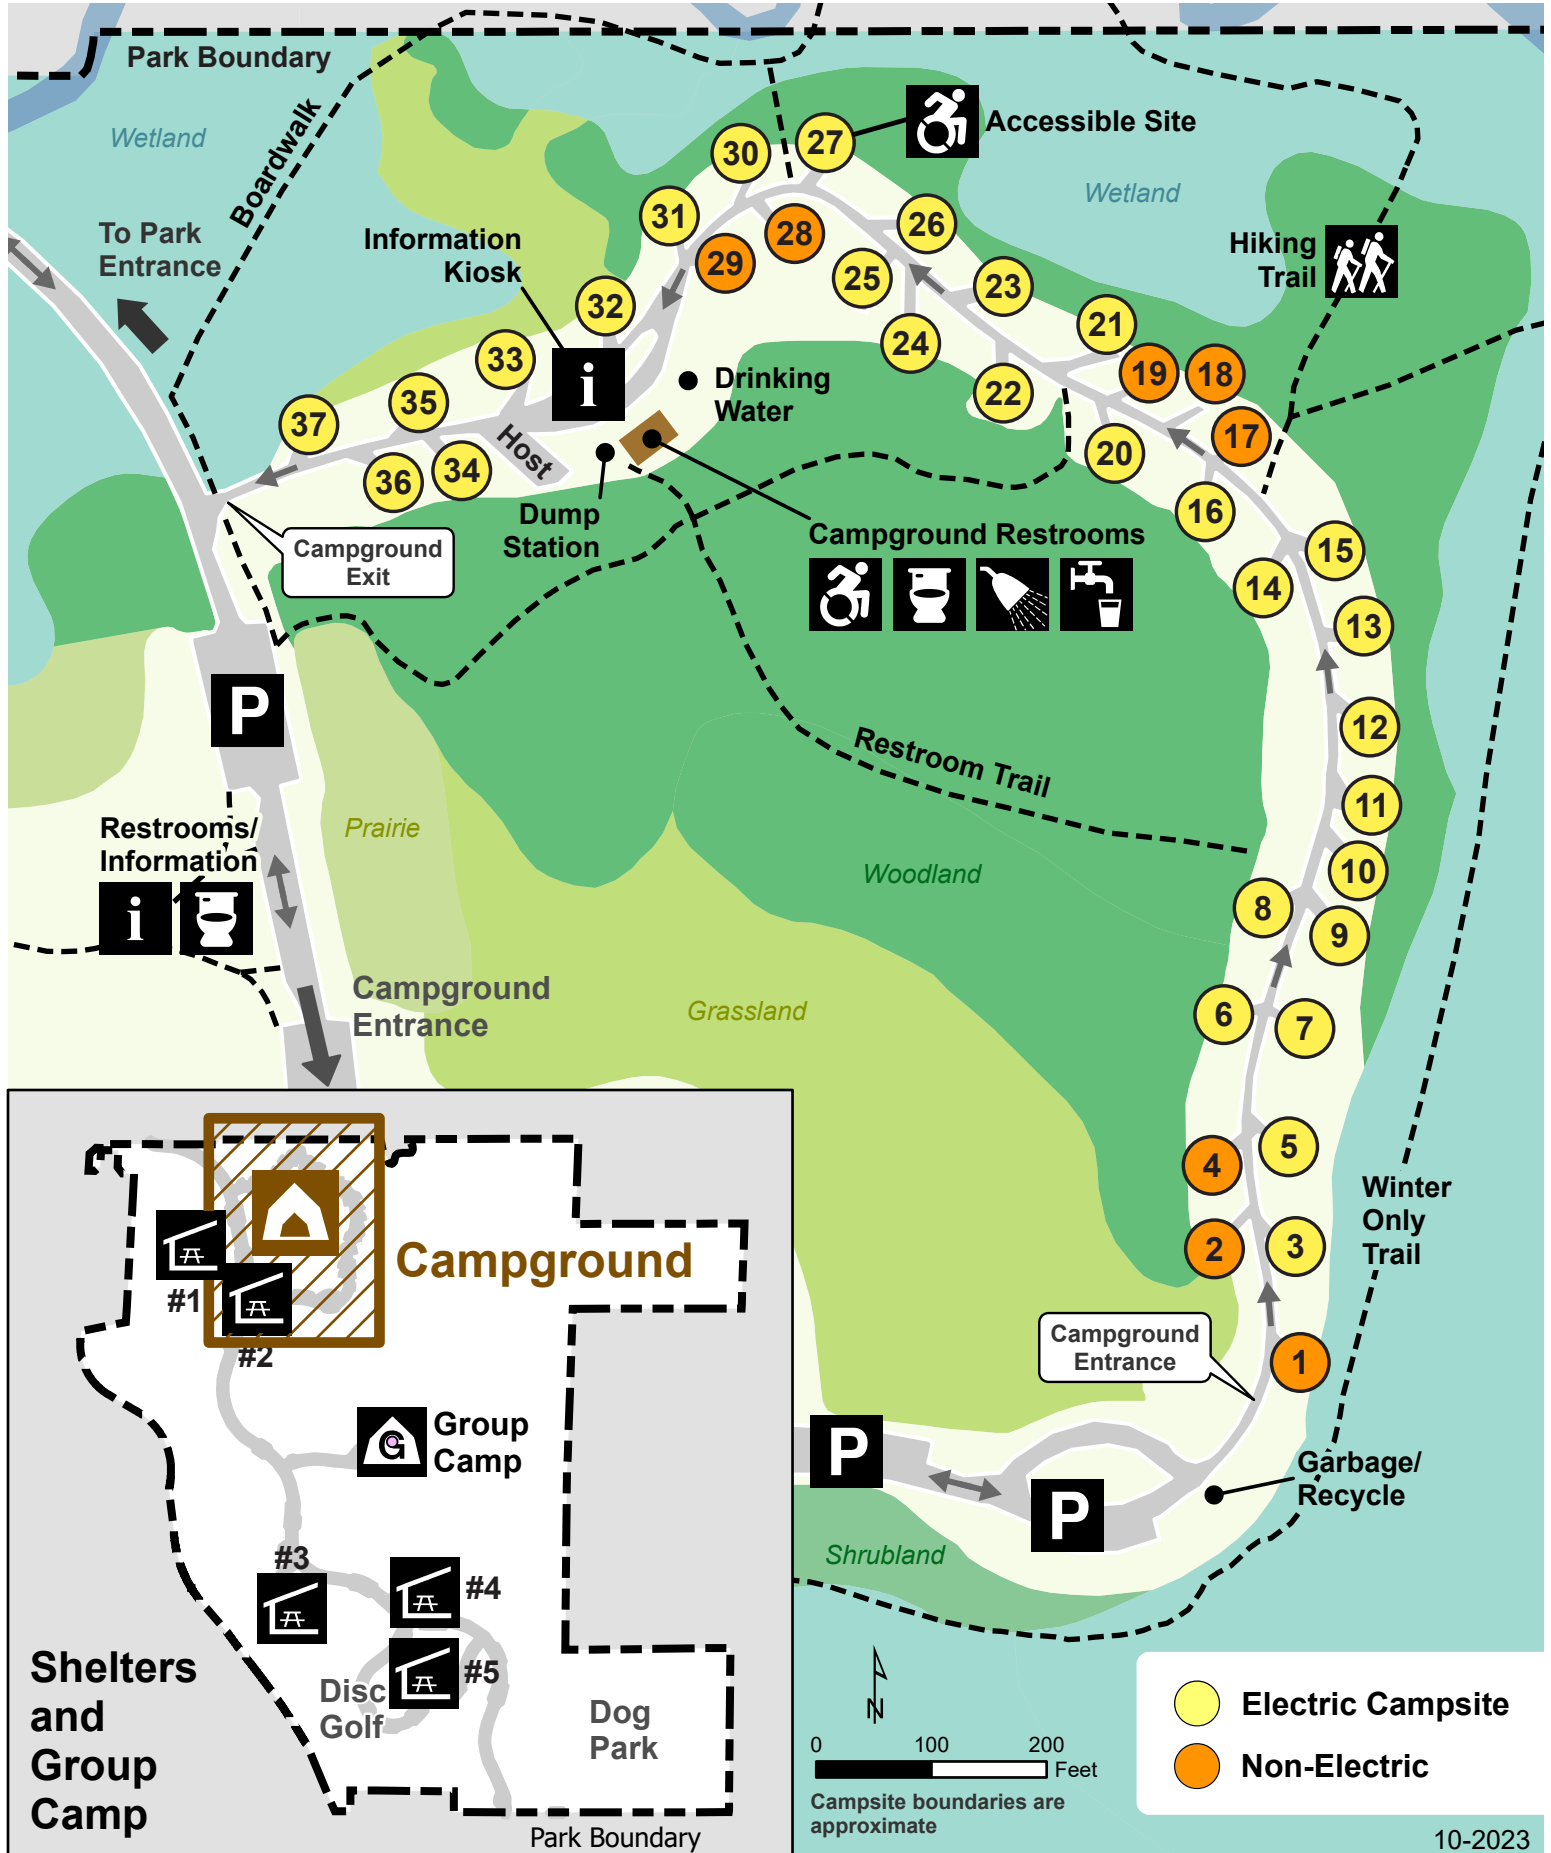 Park Boundary
Wetland
Boardwalk
To Park
Entrance
Information
Kiosk
Accessible Site
Wetland
Hiking
Trail
30
27
31
28
26
29
25
23
32
24
21
33
22
19
18
17
i
Drinking
Water
37
35
Host
20
36
34
16
Dump
Station
Campground Restrooms
15
Campground
Exit
14
13
P
12
Restroom Trail
11
Restrooms/
Information
Prairie
Woodland
10
i
8
9
Campground
Entrance
Grassland
6
7
5
4
Winter
Only
Trail
2
3
Campground
Entrance
1
P
P
Garbage/
Recycle
Shrubland
Campground
#1
#2
G
Group
Camp
#3
#4
#5
Disc
Golf
Dog
Park
Shelters
and
Group
Camp
Park Boundary
N
0 100 200
Feet
Campsite boundaries are
approximate
Electric Campsite
Non-Electric
10-2023